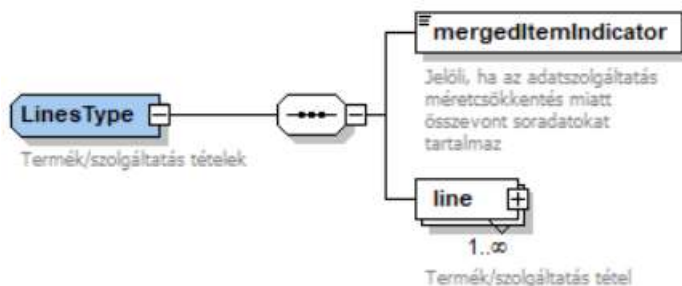 mergedItemIndicator
Jelöli, ha az adatszolgáltatás
méretcsökkentés miatt
összevont soradatokat
tartalmaz
LinesType
Termék/szolgáltatás tételek
line
1..∞
Termék/szolgáltatás tétel